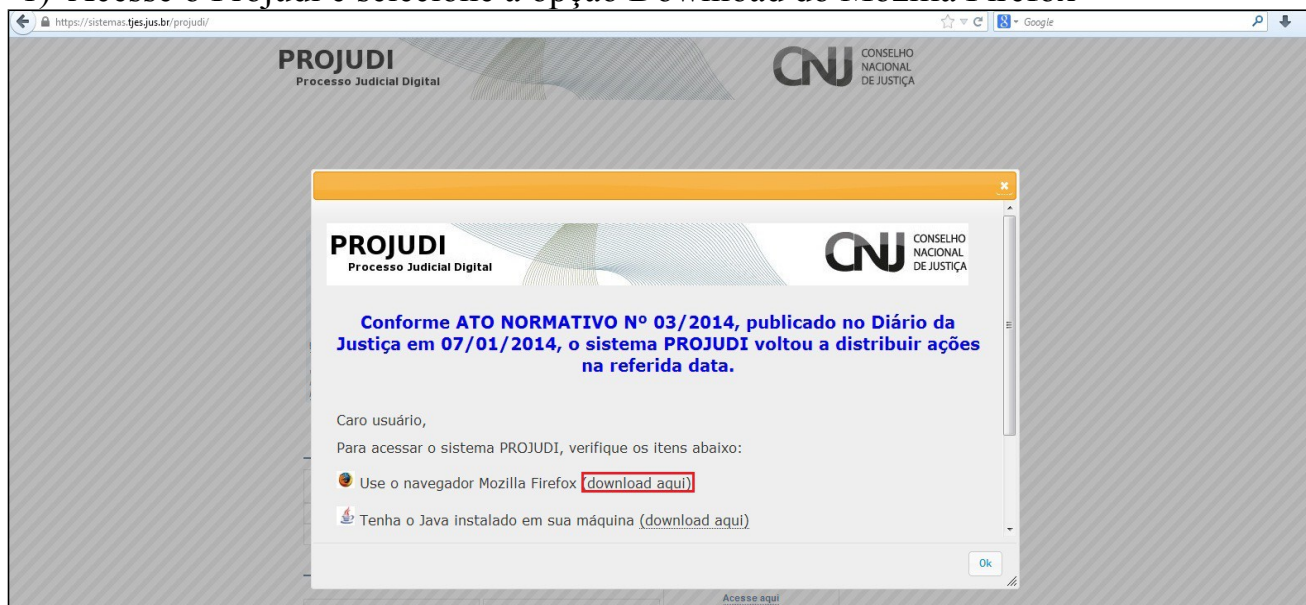 1) Acesse o Projudi e selecione a opção Download do Mozilla Firefox
https://sistemas.tjes.jus.br/projudi/
Google
PROJUDI
Processo Judicial Digital
CNJ
CONSELHO
NACIONAL
DE JUSTIÇA
PROJUDI
Processo Judicial Digital
CNJ
CONSELHO
NACIONAL
DE JUSTIÇA
Conforme ATO NORMATIVO Nº 03/2014, publicado no Diário da
Justiça em 07/01/2014, o sistema PROJUDI voltou a distribuir ações
na referida data.
Caro usuário,
Para acessar o sistema PROJUDI, verifique os itens abaixo:
Use o navegador Mozilla Firefox (download aqui)
Tenha o Java instalado em sua máquina (download aqui)
Ok
Acesse aqui